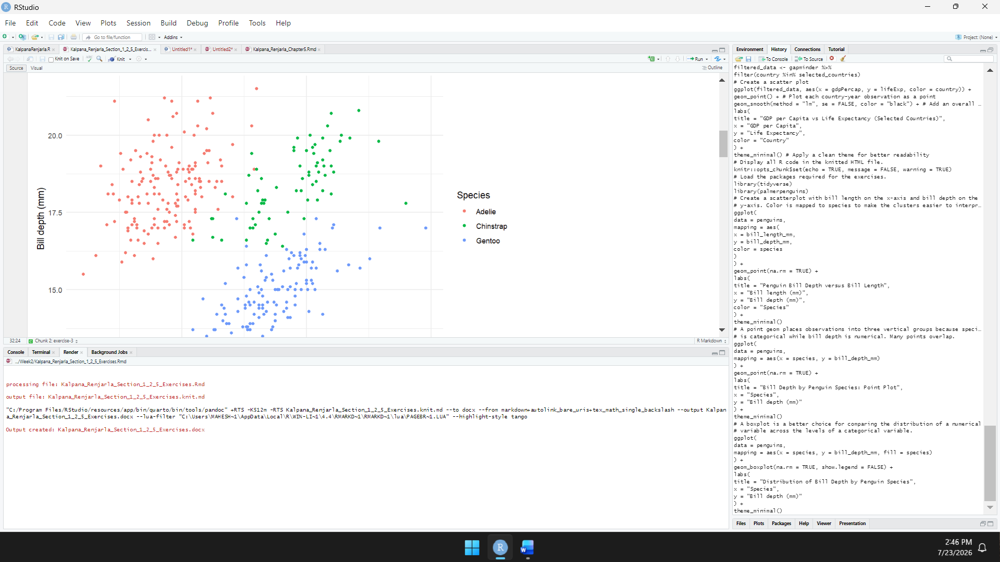 RStudio
File Edit Code View Plots Session Build Debug Profile Tools Help
Go to file/function Addins Project: (None)
KalpanaRenjarla.R Kalpana_Renjarla_Section_1_2_5_Exercis... Untitled1* Untitled2* Kalpana_Renjarla_Chapter5.Rmd
Knit on Save Knit Run
Source Visual Outline
20.0
17.5
15.0
Bill depth (mm)
Species
Adelie
Chinstrap
Gentoo
32:24 Chunk 2: exercise-3 R Markdown
Console Terminal Render Background Jobs
.../Week2/Kalpana_Renjarla_Section_1_2_5_Exercises.Rmd
processing file: Kalpana_Renjarla_Section_1_2_5_Exercises.Rmd
output file: Kalpana_Renjarla_Section_1_2_5_Exercises.knit.md
"C:/Program Files/RStudio/resources/app/bin/quarto/bin/tools/pandoc" +RTS -K512m -RTS Kalpana_Renjarla_Section_1_2_5_Exercises.knit.md --to docx --from markdown+autolink_bare_uris+tex_math_single_backslash --output Kalpan
a_Renjarla_Section_1_2_5_Exercises.docx --lua-filter "C:\Users\MAHESH~1\AppData\Local\R\WIN-LI~1\4.4\RMARKD~1\RMARKD~1\lua\PAGEBR~1.LUA" --highlight-style tango
Output created: Kalpana_Renjarla_Section_1_2_5_Exercises.docx
Environment History Connections Tutorial
To Console To Source
filtered_data <- gapminder %>%
filter(country %in% selected_countries)
# Create a scatter plot
ggplot(filtered_data, aes(x = gdpPercap, y = lifeExp, color = country)) +
geom_point() + # Plot each country-year observation as a point
geom_smooth(method = "lm", se = FALSE, color = "black") + # Add an overall ...
labs(
title = "GDP per Capita vs Life Expectancy (Selected Countries)",
x = "GDP per Capita",
y = "Life Expectancy",
color = "Country"
) +
theme_minimal() # Apply a clean theme for better readability
# Display all R code in the knitted HTML file.
knitr::opts_chunk$set(echo = TRUE, message = FALSE, warning = TRUE)
# Load the packages required for the exercises.
library(tidyverse)
library(palmerpenguins)
# Create a scatterplot with bill length on the x-axis and bill depth on the
# y-axis. Color is mapped to species to make the clusters easier to interpr...
ggplot(
data = penguins,
mapping = aes(
x = bill_length_mm,
y = bill_depth_mm,
color = species
)
) +
geom_point(na.rm = TRUE) +
labs(
title = "Penguin Bill Depth versus Bill Length",
x = "Bill length (mm)",
y = "Bill depth (mm)",
color = "Species"
) +
theme_minimal()
# A point geom places observations into three vertical groups because speci...
# is categorical while bill depth is numerical. Many points overlap.
ggplot(
data = penguins,
mapping = aes(x = species, y = bill_depth_mm)
) +
geom_point(na.rm = TRUE) +
labs(
title = "Bill Depth by Penguin Species: Point Plot",
x = "Species",
y = "Bill depth (mm)"
) +
theme_minimal()
# A boxplot is a better choice for comparing the distribution of a numerical
# variable across the levels of a categorical variable.
ggplot(
data = penguins,
mapping = aes(x = species, y = bill_depth_mm, fill = species)
) +
geom_boxplot(na.rm = TRUE, show.legend = FALSE) +
labs(
title = "Distribution of Bill Depth by Penguin Species",
x = "Species",
y = "Bill depth (mm)"
) +
theme_minimal()
Files Plots Packages Help Viewer Presentation
2:46 PM
7/23/2026